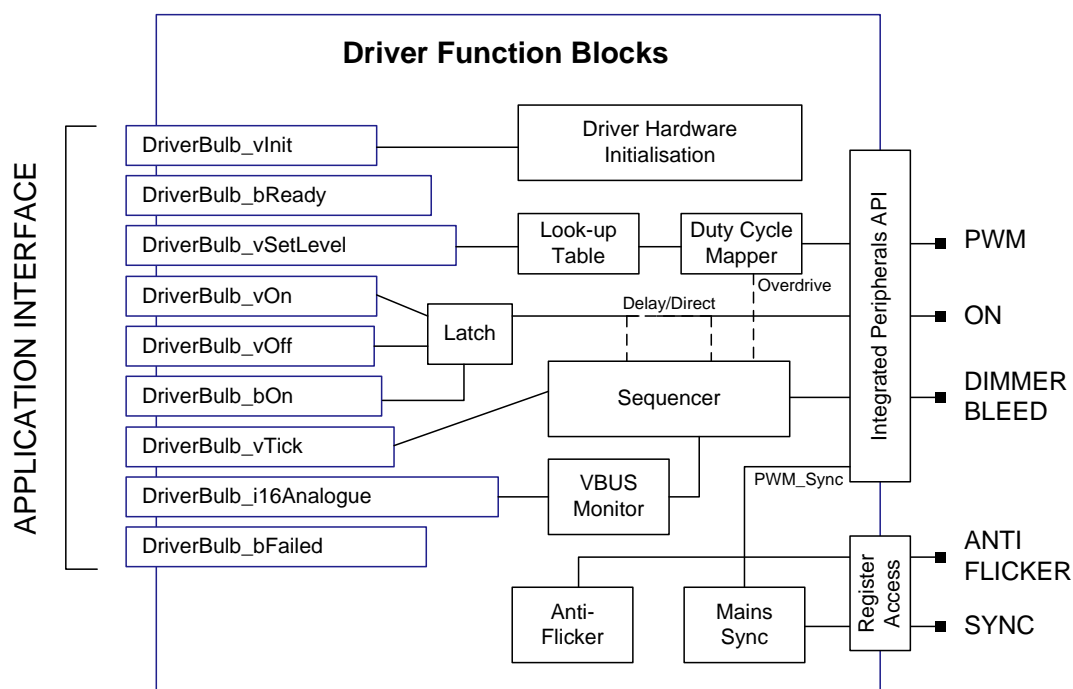 Driver Function Blocks
APPLICATION INTERFACE
DriverBulb_vInit
DriverBulb_bReady
DriverBulb_vSetLevel
DriverBulb_vOn
DriverBulb_vOff
DriverBulb_bOn
DriverBulb_vTick
DriverBulb_i16Analogue
DriverBulb_bFailed
Driver Hardware
Initialisation
Look-up
Table
Duty Cycle
Mapper
Overdrive
Delay/Direct
Latch
Sequencer
VBUS
Monitor
PWM_Sync
Anti-
Flicker
Mains
Sync
Integrated Peripherals API
Register
Access
PWM
ON
DIMMER
BLEED
ANTI
FLICKER
SYNC